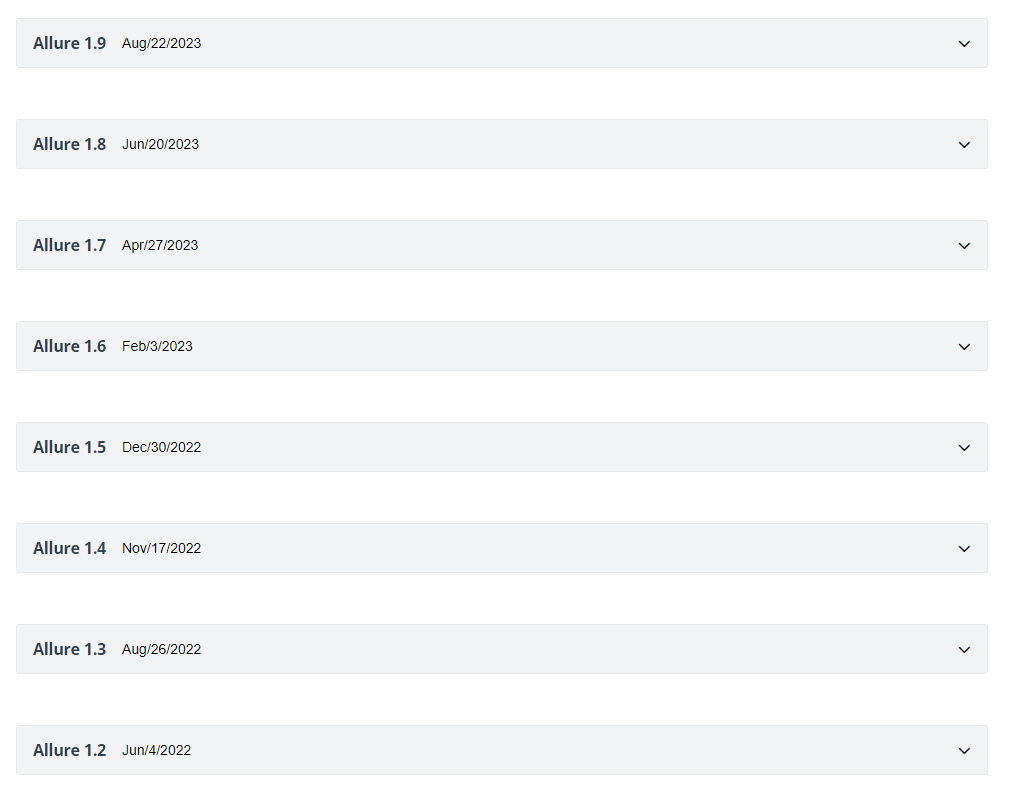 Allure 1.9 Aug/22/2023
Allure 1.8 Jun/20/2023
Allure 1.7 Apr/27/2023
Allure 1.6 Feb/3/2023
Allure 1.5 Dec/30/2022
Allure 1.4 Nov/17/2022
Allure 1.3 Aug/26/2022
Allure 1.2 Jun/4/2022